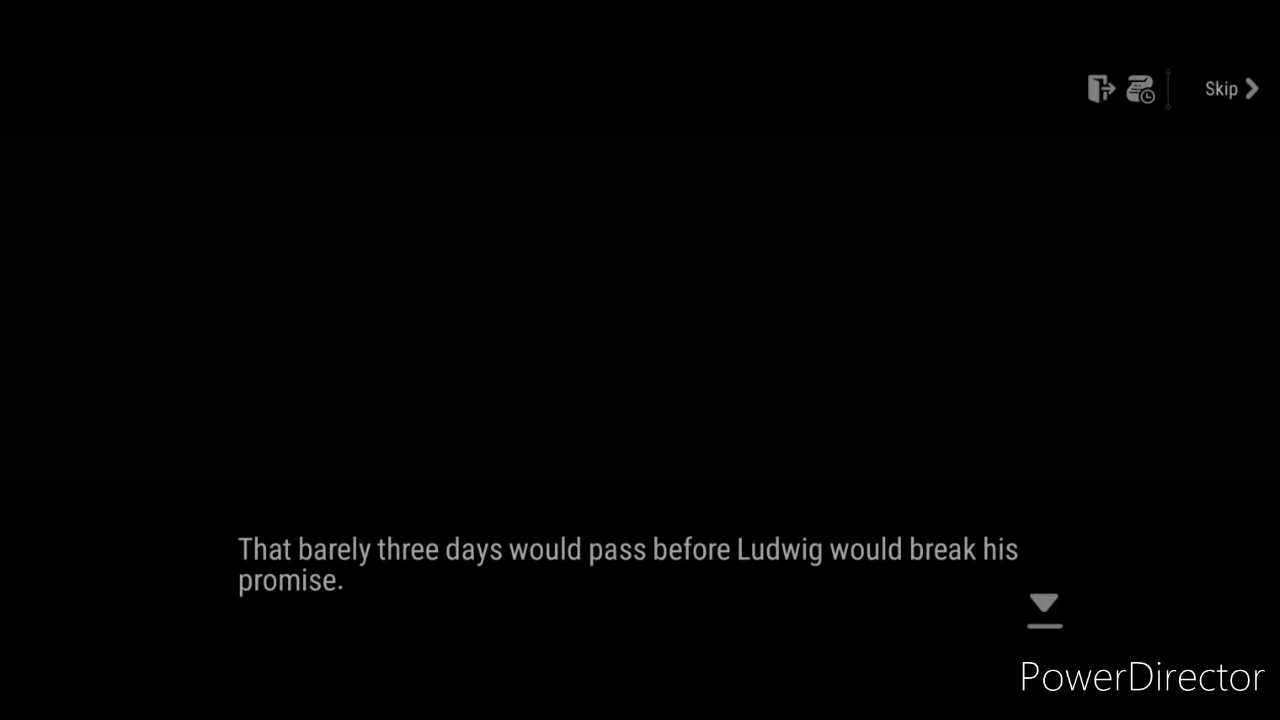 Skip
That barely three days would pass before Ludwig would break his
promise.
PowerDirector